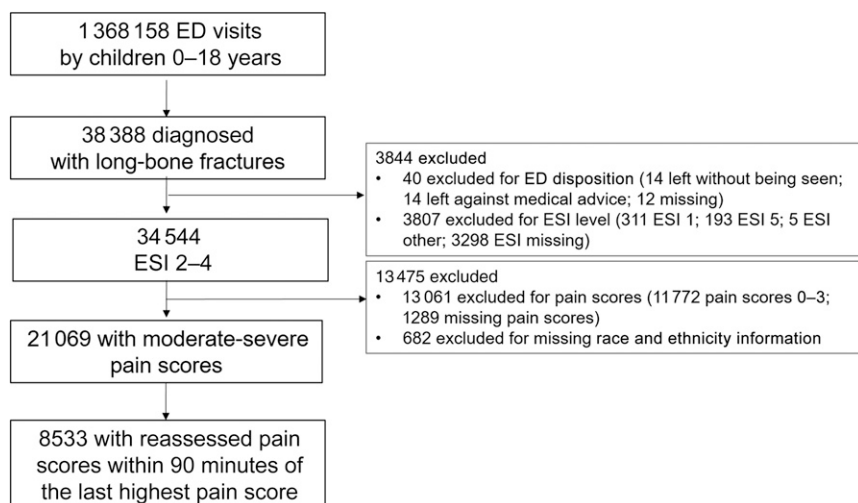 1 368 158 ED visits
by children 0–18 years
38 388 diagnosed
with long-bone fractures
3844 excluded
• 40 excluded for ED disposition (14 left without being seen;
14 left against medical advice; 12 missing)
• 3807 excluded for ESI level (311 ESI 1; 193 ESI 5; 5 ESI
other; 3298 ESI missing)
34 544
ESI 2–4
13 475 excluded
• 13 061 excluded for pain scores (11 772 pain scores 0–3;
1289 missing pain scores)
• 682 excluded for missing race and ethnicity information
21 069 with moderate-severe
pain scores
8533 with reassessed pain
scores within 90 minutes of
the last highest pain score